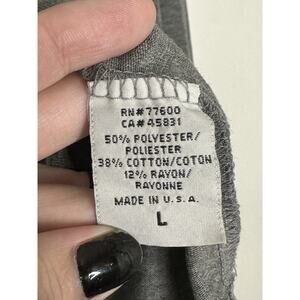 RN#77600
CA#45831
50% POLYESTER/
POLIESTER
38% COTTON/COTON
12% RAYON/
RAYONNE
MADE IN U.S.A.
L